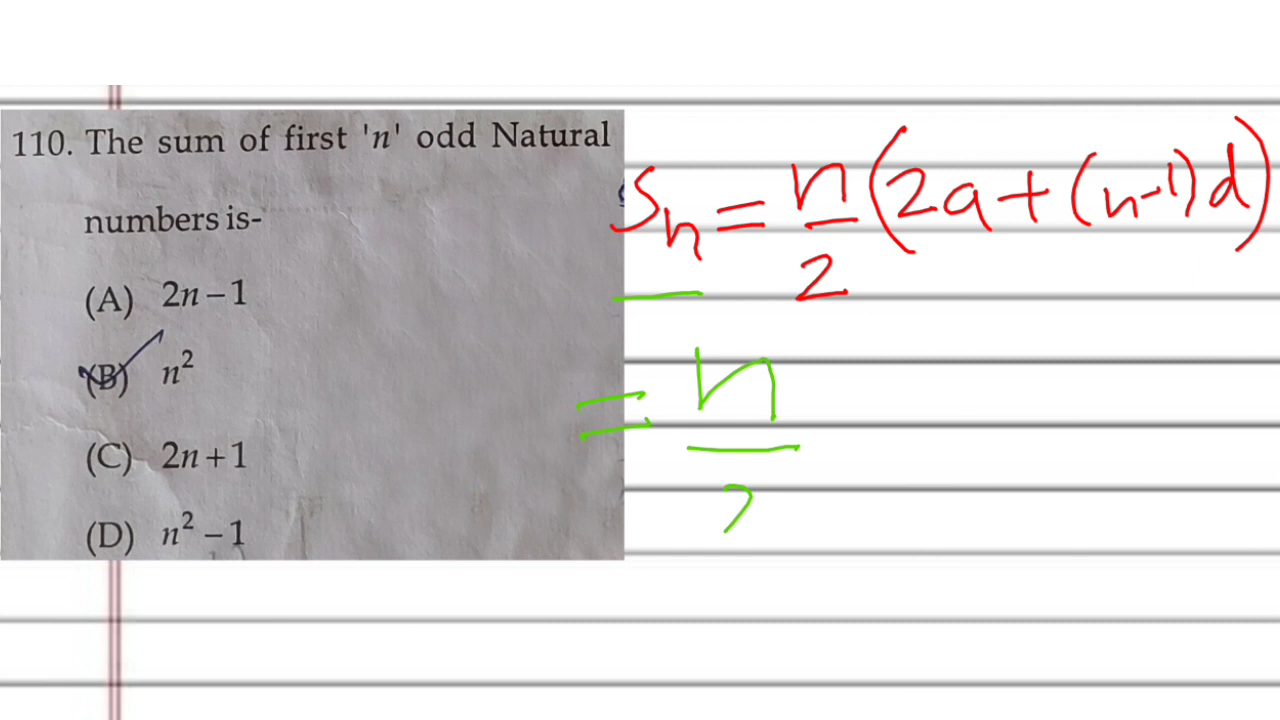 110. The sum of first 'n' odd Natural
numbers is-
(A) 2n−1
(B) n²
(C) 2n+1
(D) n²−1
Sₙ = n/2 (2a+(n-1)d)
= n/2